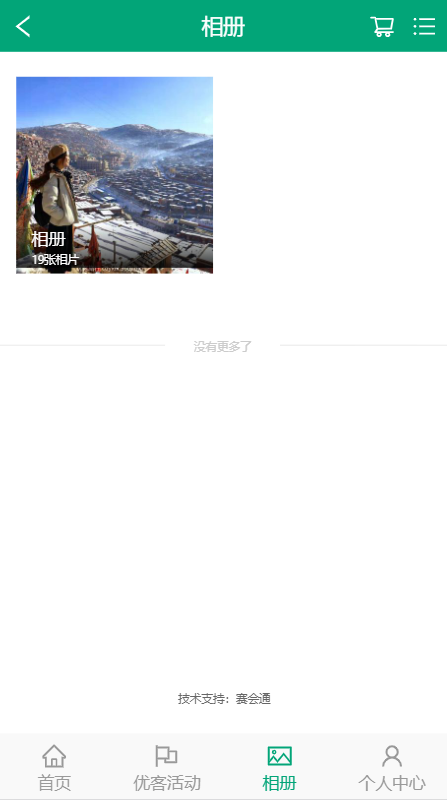 相册
相册
19张相片
没有更多了
技术支持：赛会通
首页
优客活动
相册
个人中心